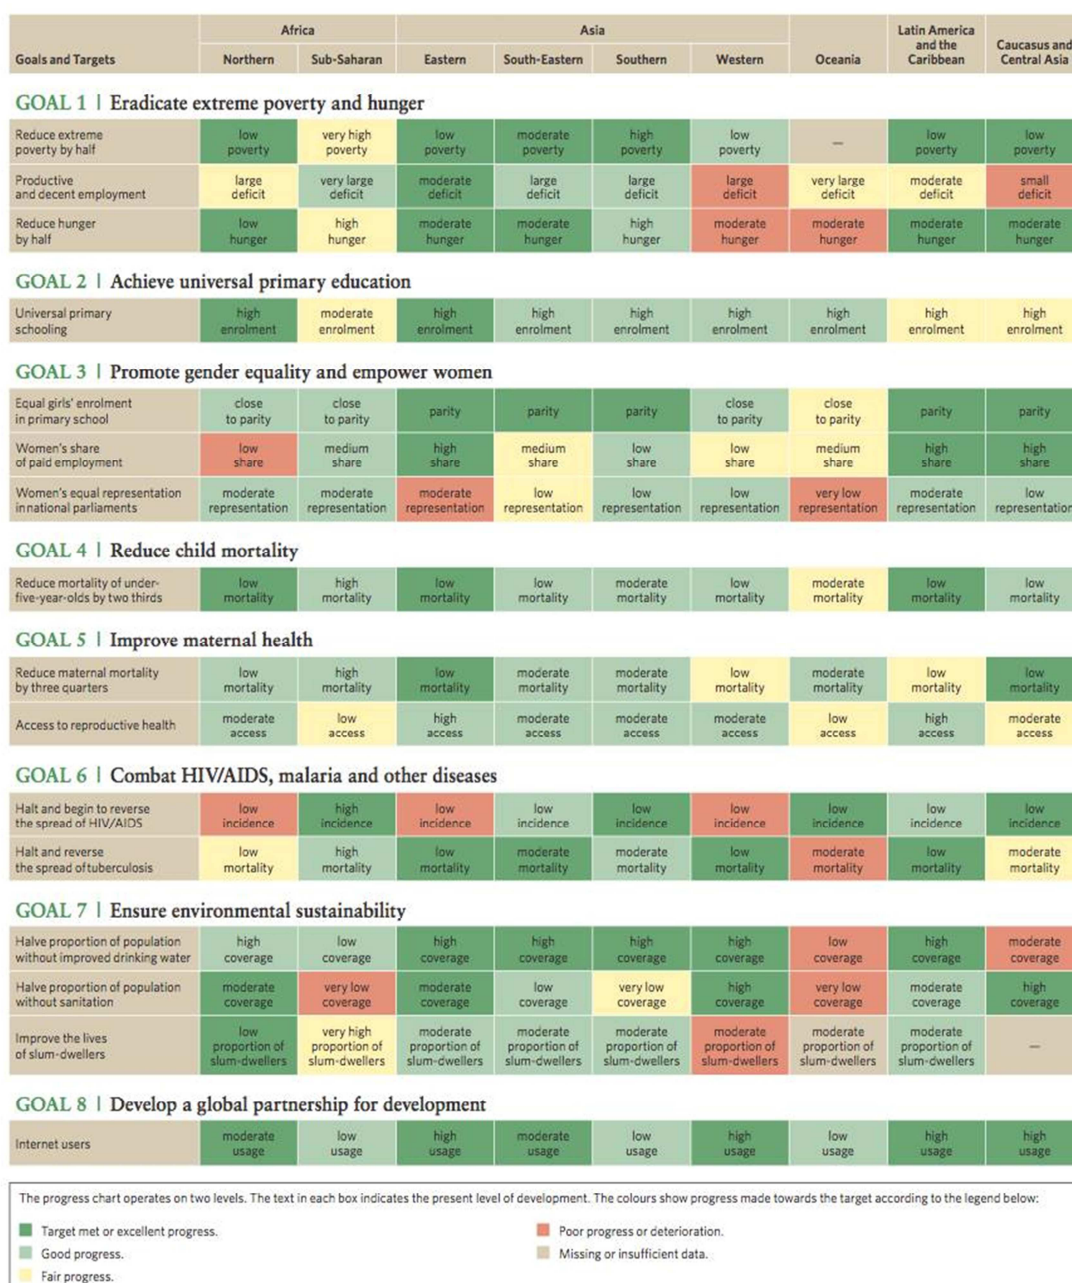 Africa Asia Latin America
and the
Goals and Targets Northern Sub-Saharan Eastern South-Eastern Southern Western Oceania Caribbean Caucasus and
Central Asia
GOAL 1 | Eradicate extreme poverty and hunger
Reduce extreme low very high low moderate high low — low low
poverty by half poverty poverty poverty poverty poverty poverty poverty poverty
Productive large very large moderate large large large very large moderate small
and decent employment deficit deficit deficit deficit deficit deficit deficit deficit deficit
Reduce hunger low high moderate moderate high moderate moderate moderate moderate
by half hunger hunger hunger hunger hunger hunger hunger hunger hunger
GOAL 2 | Achieve universal primary education
Universal primary high moderate high high high high high high high
schooling enrolment enrolment enrolment enrolment enrolment enrolment enrolment enrolment enrolment
GOAL 3 | Promote gender equality and empower women
Equal girls' enrolment close close parity parity parity close close parity parity
in primary school to parity to parity to parity to parity
Women's share low medium high medium low low medium high high
of paid employment share share share share share share share share share
Women's equal representation moderate moderate moderate low low low very low moderate low
in national parliaments representation representation representation representation representation representation representation representation representation
GOAL 4 | Reduce child mortality
Reduce mortality of under- low high low low moderate low moderate low low
five-year-olds by two thirds mortality mortality mortality mortality mortality mortality mortality mortality mortality
GOAL 5 | Improve maternal health
Reduce maternal mortality low high low moderate moderate low moderate low low
by three quarters mortality mortality mortality mortality mortality mortality mortality mortality mortality
Access to reproductive health moderate low high moderate moderate moderate low high moderate
access access access access access access access access access
GOAL 6 | Combat HIV/AIDS, malaria and other diseases
Halt and begin to reverse low high low low low low low low low
the spread of HIV/AIDS incidence incidence incidence incidence incidence incidence incidence incidence incidence
Halt and reverse low high low moderate moderate low moderate low moderate
the spread of tuberculosis mortality mortality mortality mortality mortality mortality mortality mortality mortality
GOAL 7 | Ensure environmental sustainability
Halve proportion of population high low high high high high low high moderate
without improved drinking water coverage coverage coverage coverage coverage coverage coverage coverage coverage
Halve proportion of population moderate very low moderate low very low high very low moderate high
without sanitation coverage coverage coverage coverage coverage coverage coverage coverage coverage
Improve the lives low very high moderate moderate moderate moderate moderate moderate —
of slum-dwellers proportion of proportion of proportion of proportion of proportion of proportion of proportion of proportion of
slum-dwellers slum-dwellers slum-dwellers slum-dwellers slum-dwellers slum-dwellers slum-dwellers slum-dwellers
GOAL 8 | Develop a global partnership for development
Internet users moderate low high moderate low high low high high
usage usage usage usage usage usage usage usage usage
The progress chart operates on two levels. The text in each box indicates the present level of development. The colours show progress made towards the target according to the legend below:
Target met or excellent progress. Poor progress or deterioration.
Good progress. Missing or insufficient data.
Fair progress.